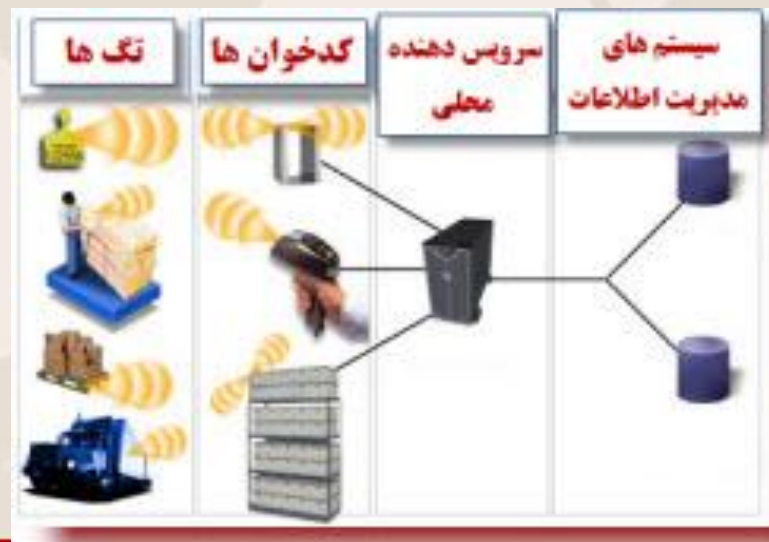 تگ ها
کدخوان ها
سرویس دهنده
محلی
سیستم های
مدیریت اطلاعات